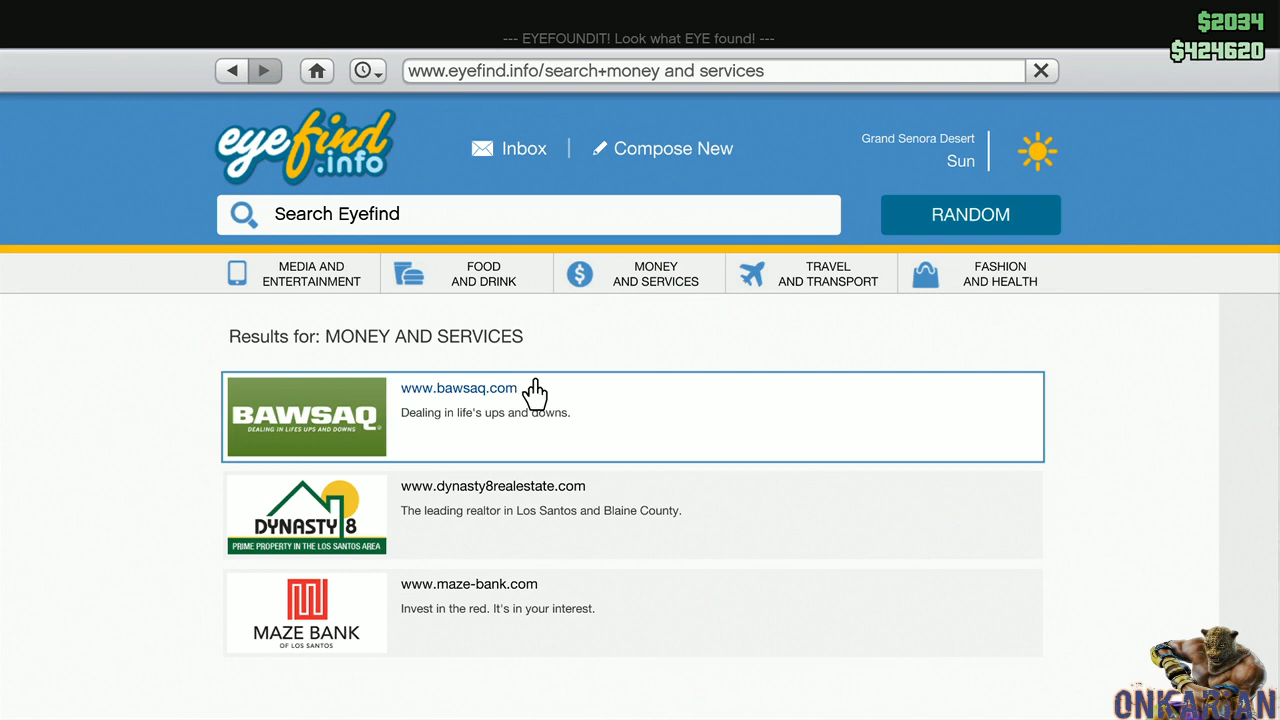 $2034
--- EYEFOUNDIT! Look what EYE found! ---
$424620
www.eyefind.info/search+money and services
eyefind.info
Inbox
Compose New
Grand Senora Desert
Sun
Search Eyefind
RANDOM
MEDIA AND ENTERTAINMENT
FOOD AND DRINK
MONEY AND SERVICES
TRAVEL AND TRANSPORT
FASHION AND HEALTH
Results for: MONEY AND SERVICES
BAWSAQ
DEALING IN LIFES UPS AND DOWNS
www.bawsaq.com
Dealing in life's ups and downs.
DYNASTY 8
PRIME PROPERTY IN THE LOS SANTOS AREA
www.dynasty8realestate.com
The leading realtor in Los Santos and Blaine County.
MAZE BANK
OF LOS SANTOS
www.maze-bank.com
Invest in the red. It's in your interest.
ONKARIAN